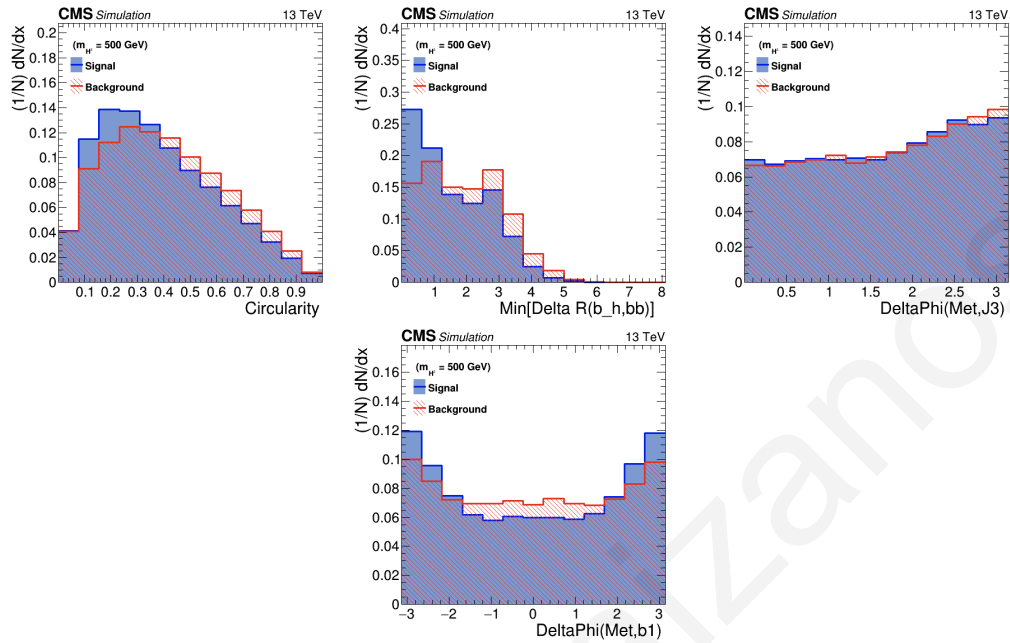 CMS Simulation 13 TeV
(1/N) dN/dx
0.2
0.18
0.16
0.14
0.12
0.1
0.08
0.06
0.04
0.02
0
(m_H⁺ = 500 GeV)
Signal
Background
0.1 0.2 0.3 0.4 0.5 0.6 0.7 0.8 0.9
Circularity
CMS Simulation 13 TeV
(1/N) dN/dx
0.4
0.35
0.3
0.25
0.2
0.15
0.1
0.05
0
(m_H⁺ = 500 GeV)
Signal
Background
1 2 3 4 5 6 7 8
Min[Delta R(b_h,bb)]
CMS Simulation 13 TeV
(1/N) dN/dx
0.14
0.12
0.1
0.08
0.06
0.04
0.02
0
(m_H⁺ = 500 GeV)
Signal
Background
0.5 1 1.5 2 2.5 3
DeltaPhi(Met,J3)
CMS Simulation 13 TeV
(1/N) dN/dx
0.16
0.14
0.12
0.1
0.08
0.06
0.04
0.02
0
(m_H⁺ = 500 GeV)
Signal
Background
−3 −2 −1 0 1 2 3
DeltaPhi(Met,b1)